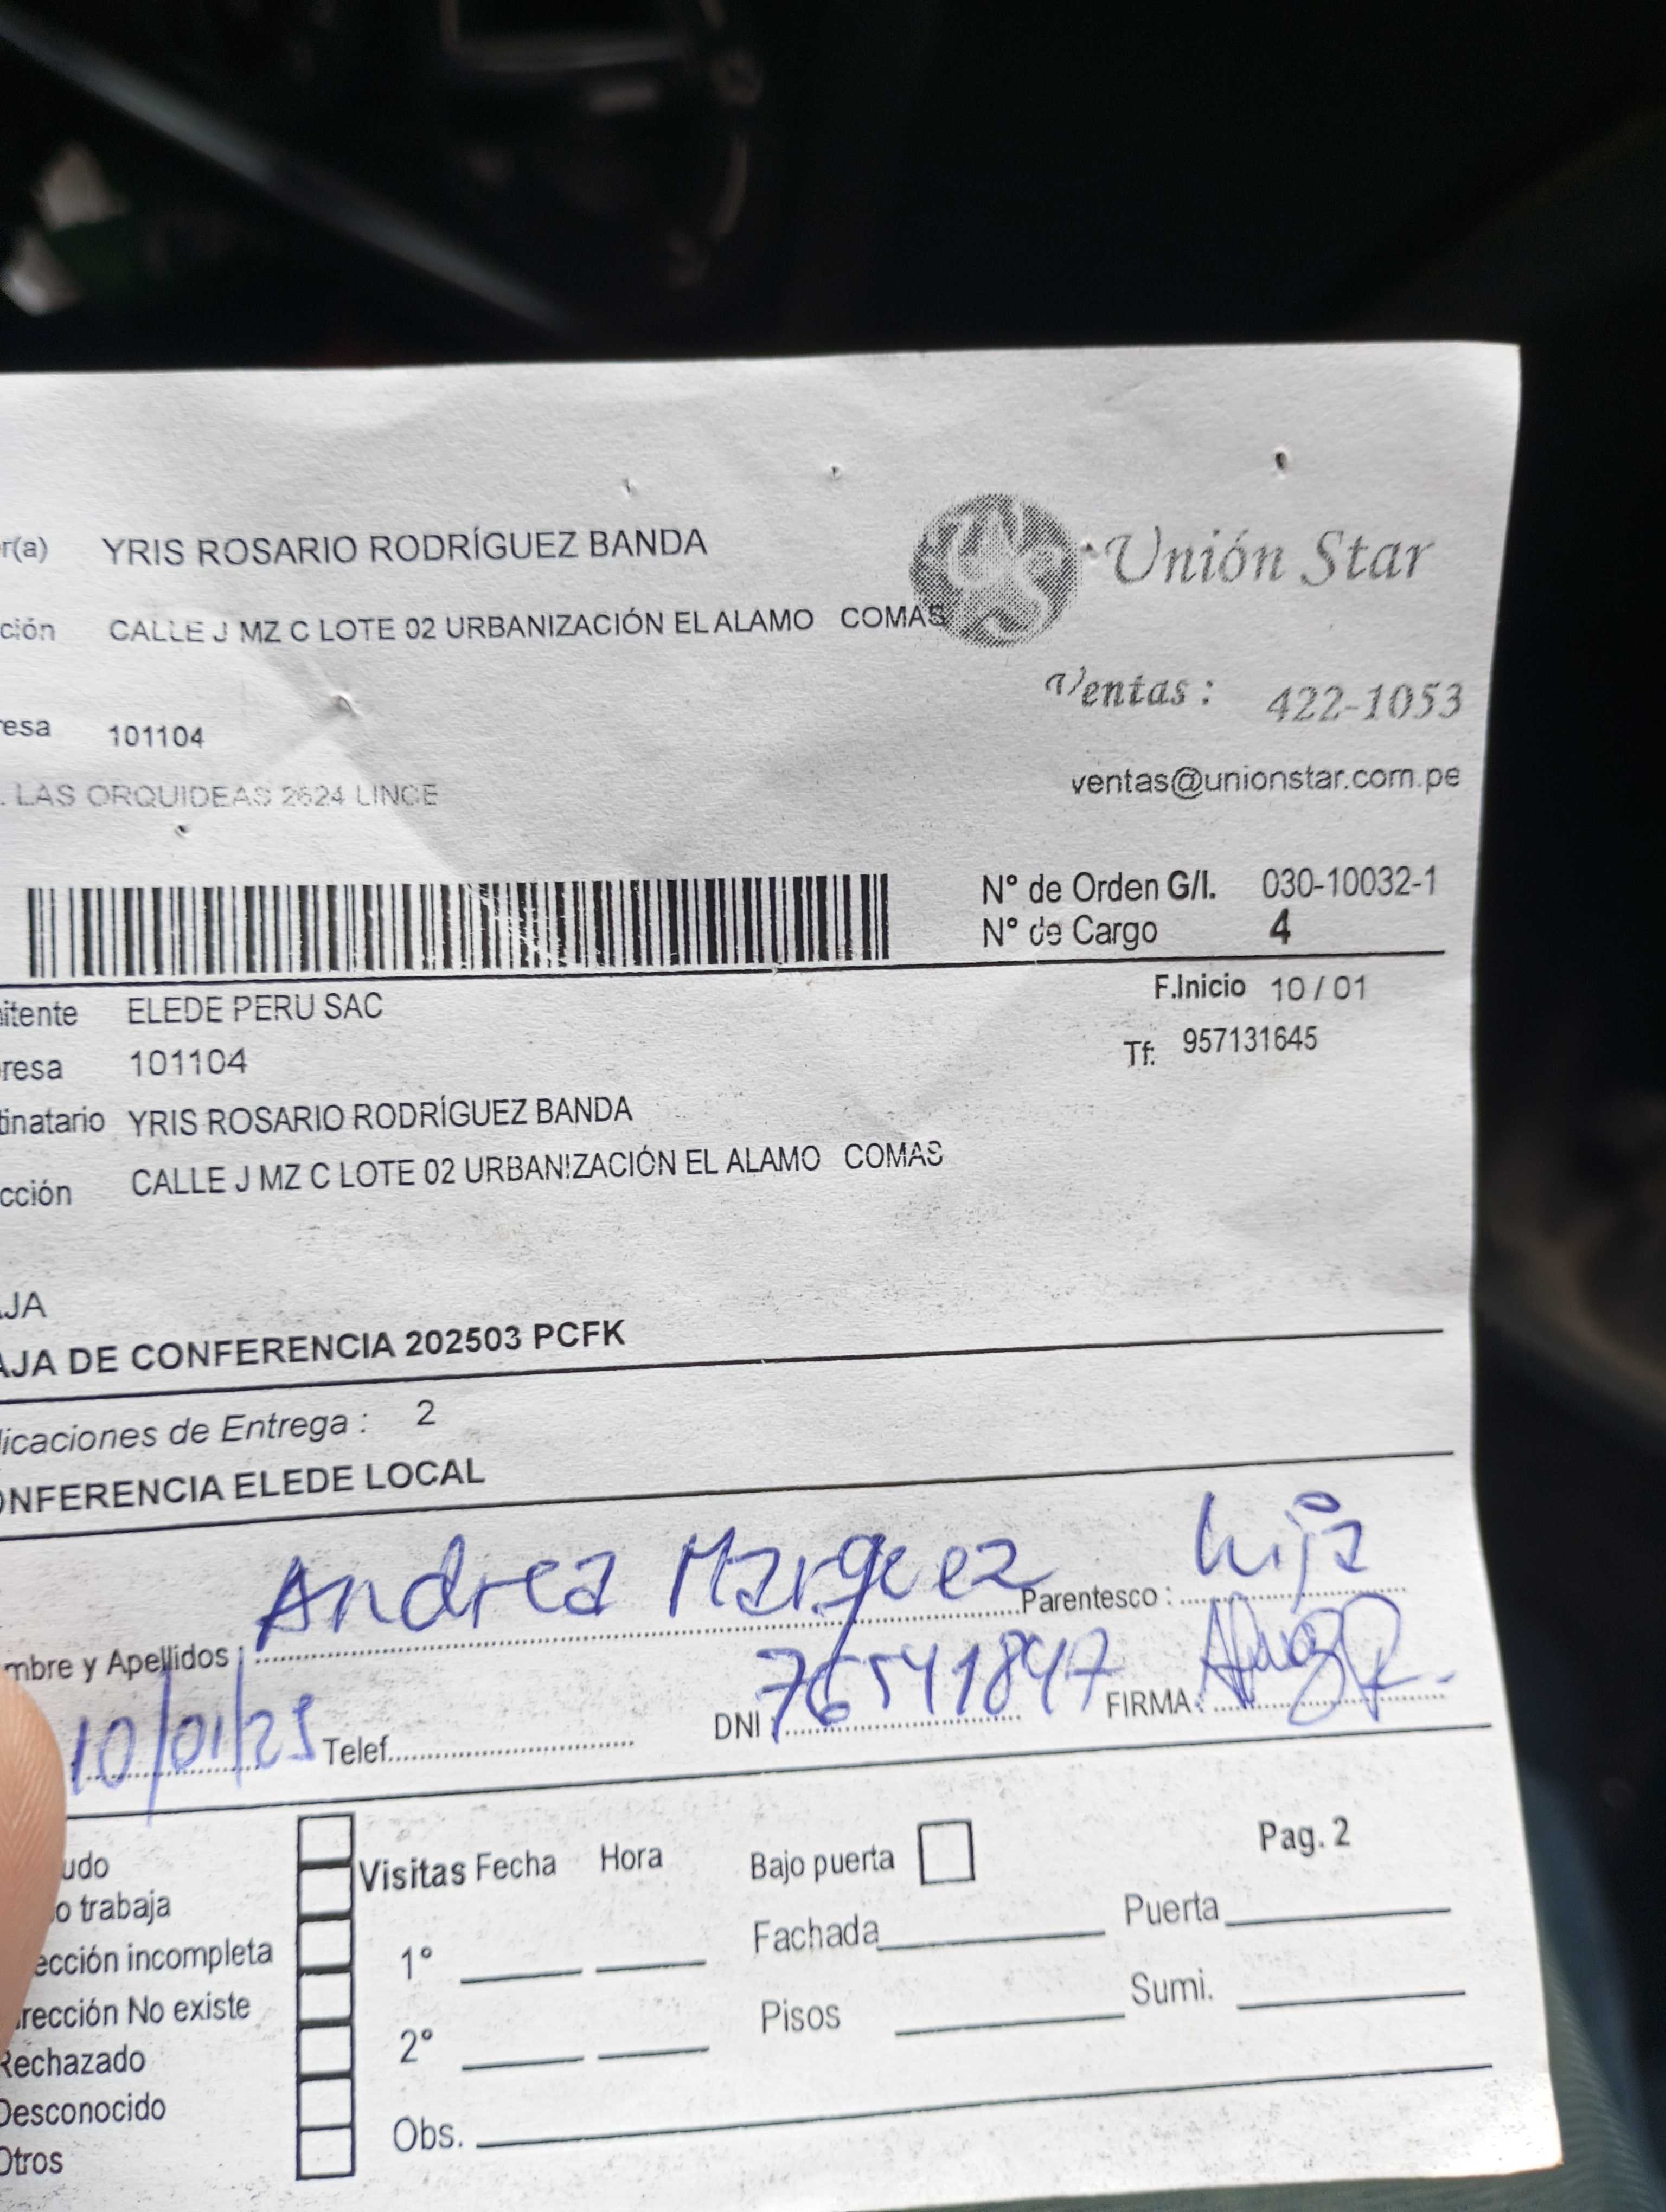 r(a) YRIS ROSARIO RODRÍGUEZ BANDA
Unión Star
ción CALLE J MZ C LOTE 02 URBANIZACIÓN EL ALAMO COMAS
Ventas : 422-1053
resa 101104
ventas@unionstar.com.pe
. LAS ORQUIDEAS 2624 LINCE
N° de Orden G/I. 030-10032-1
N° de Cargo 4
F.Inicio 10 / 01
itente ELEDE PERU SAC
Tf: 957131645
resa 101104
tinatario YRIS ROSARIO RODRÍGUEZ BANDA
cción CALLE J MZ C LOTE 02 URBANIZACIÓN EL ALAMO COMAS
AJA
AJA DE CONFERENCIA 202503 PCFK
licaciones de Entrega : 2
ONFERENCIA ELEDE LOCAL
mbre y Apellidos : Andrea Marquez Parentesco : hija
10/01/25 Telef. DNI : 76541847 FIRMA:
udo
o trabaja
ección incompleta
rección No existe
Rechazado
Desconocido
Otros
Visitas Fecha Hora
1°
2°
Obs.
Bajo puerta
Pag. 2
Fachada
Puerta
Pisos
Sumi.